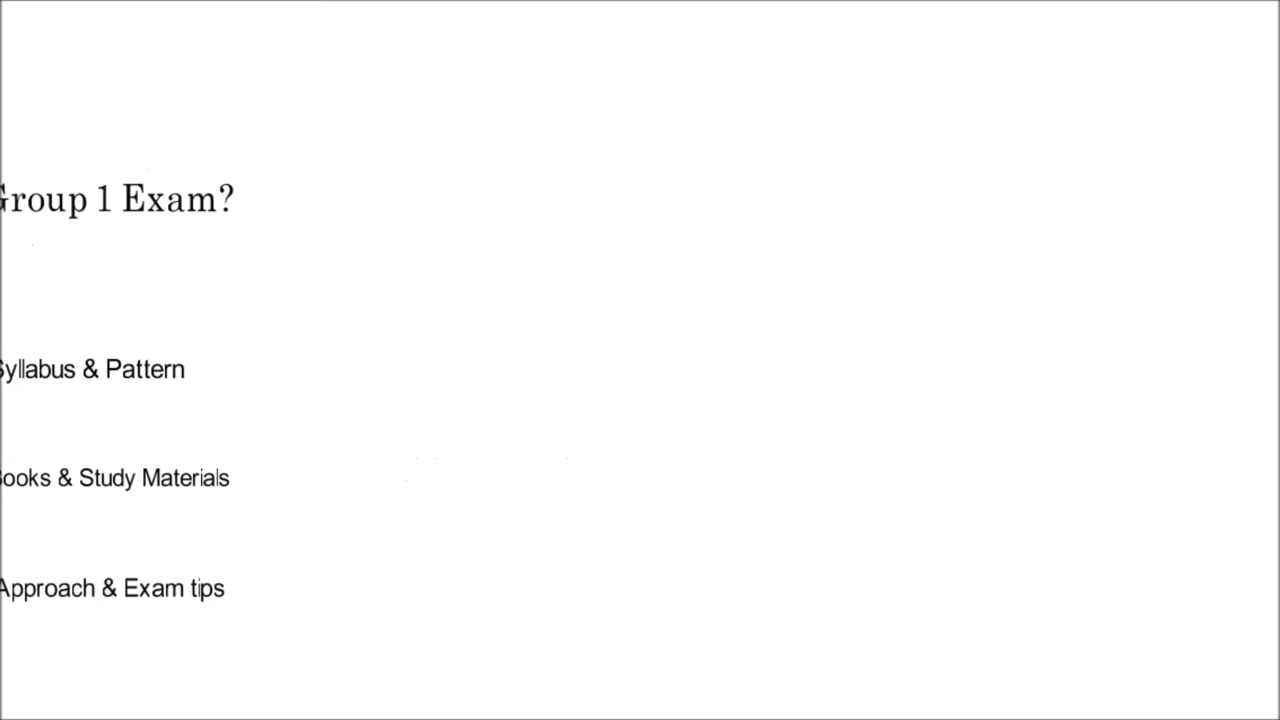 Group 1 Exam?
Syllabus & Pattern
Books & Study Materials
Approach & Exam tips